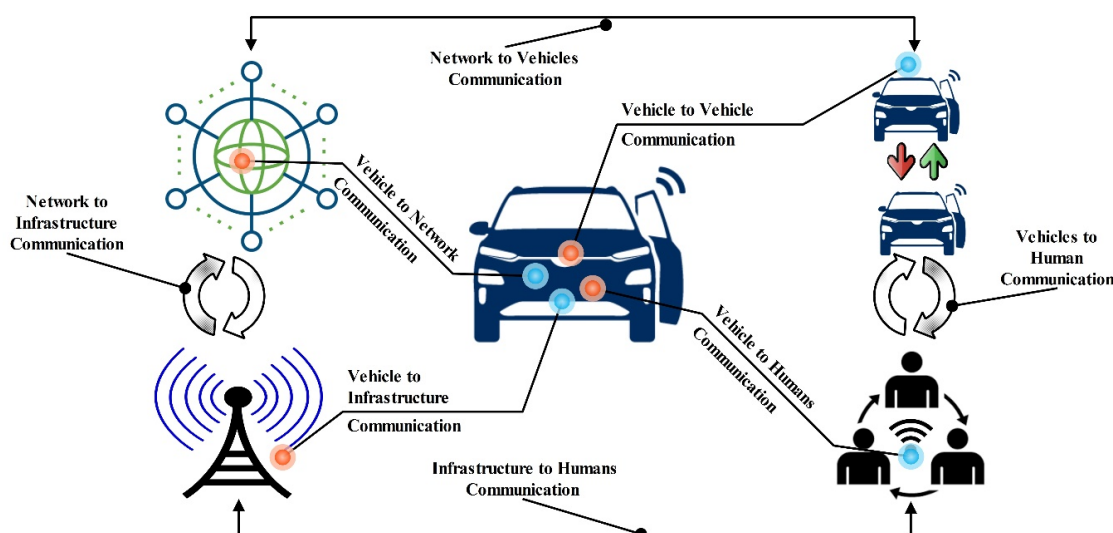 Network to Vehicles
Communication
Vehicle to Vehicle
Communication
Vehicle to Network
Communication
Network to
Infrastructure
Communication
Vehicles to
Human
Communication
Vehicle to Humans
Communication
Vehicle to
Infrastructure
Communication
Infrastructure to Humans
Communication